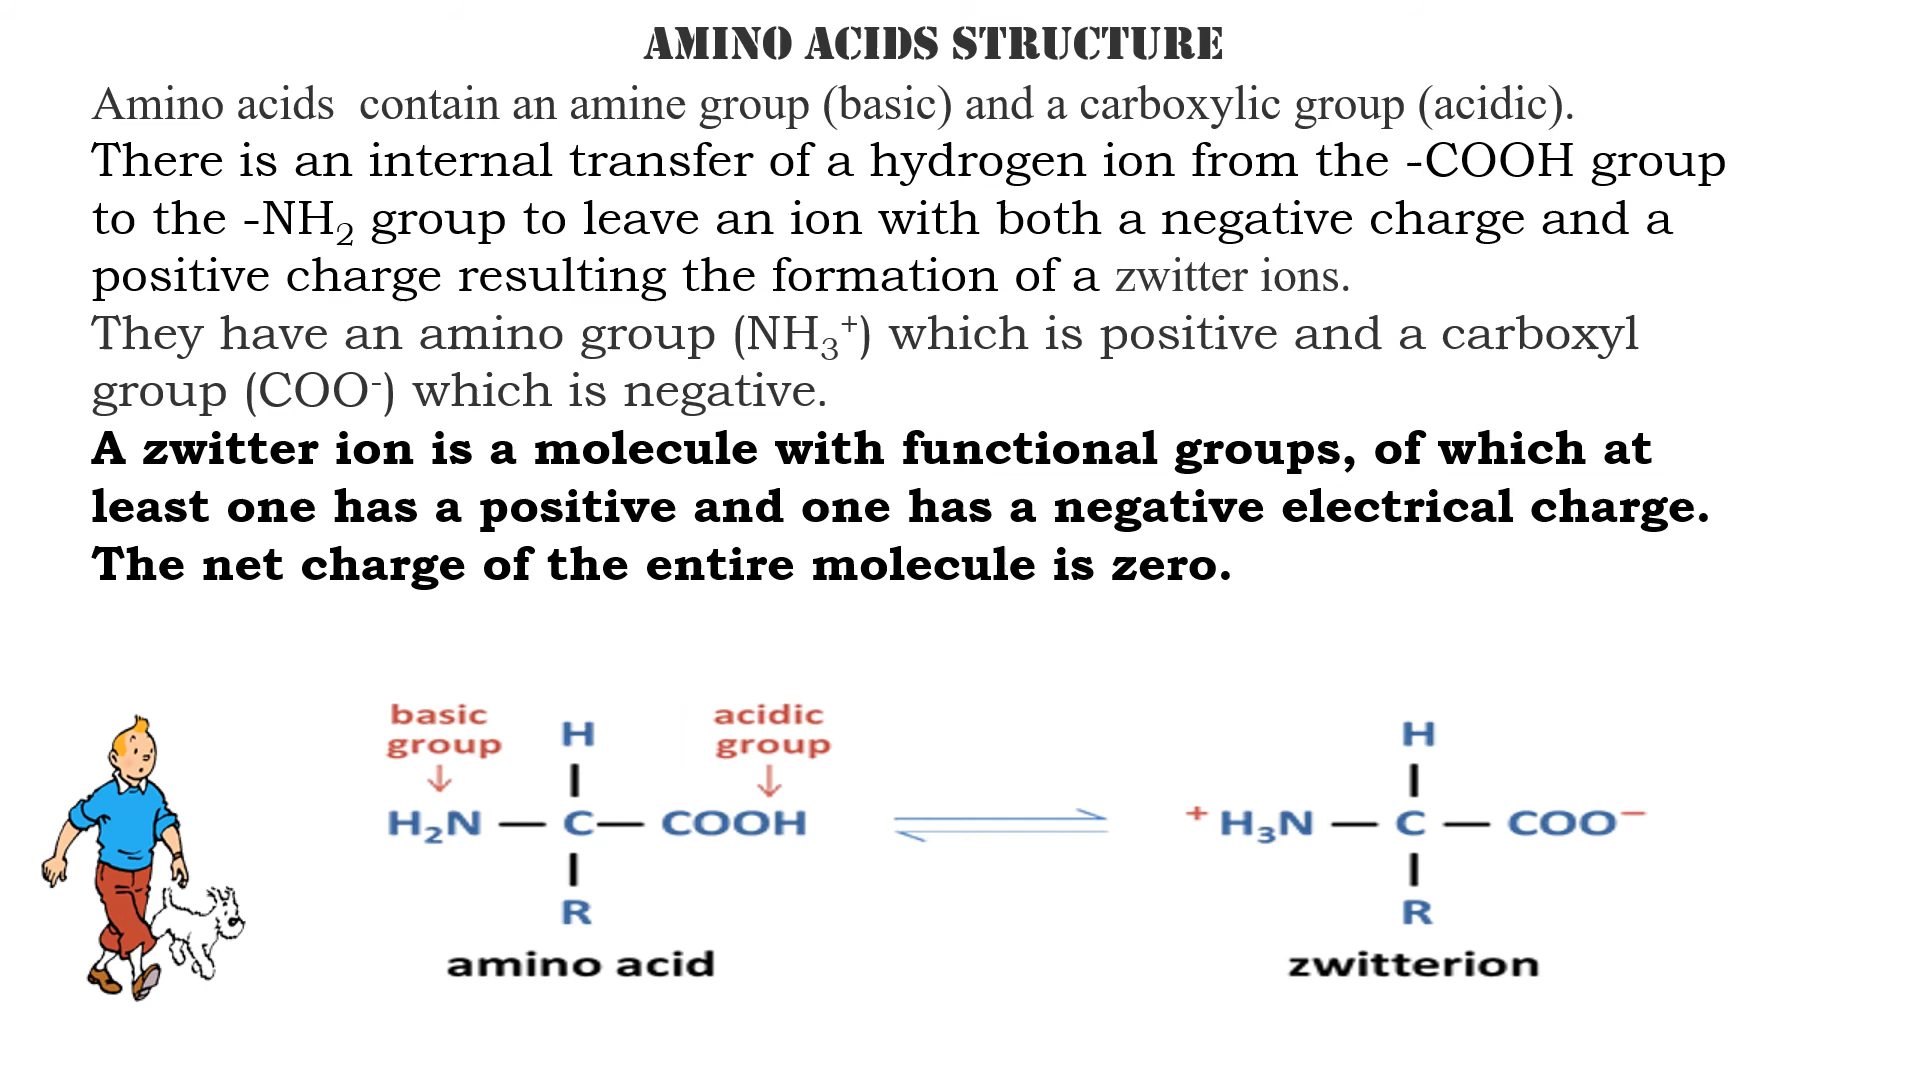 AMINO ACIDS STRUCTURE
Amino acids  contain an amine group (basic) and a carboxylic group (acidic).
There is an internal transfer of a hydrogen ion from the -COOH group
to the -NH₂ group to leave an ion with both a negative charge and a
positive charge resulting the formation of a zwitter ions.
They have an amino group (NH₃⁺) which is positive and a carboxyl
group (COO⁻) which is negative.
A zwitter ion is a molecule with functional groups, of which at
least one has a positive and one has a negative electrical charge.
The net charge of the entire molecule is zero.
basic
group
H
acidic
group
H₂N — C — COOH
R
amino acid
H
⁺H₃N — C — COO⁻
R
zwitterion